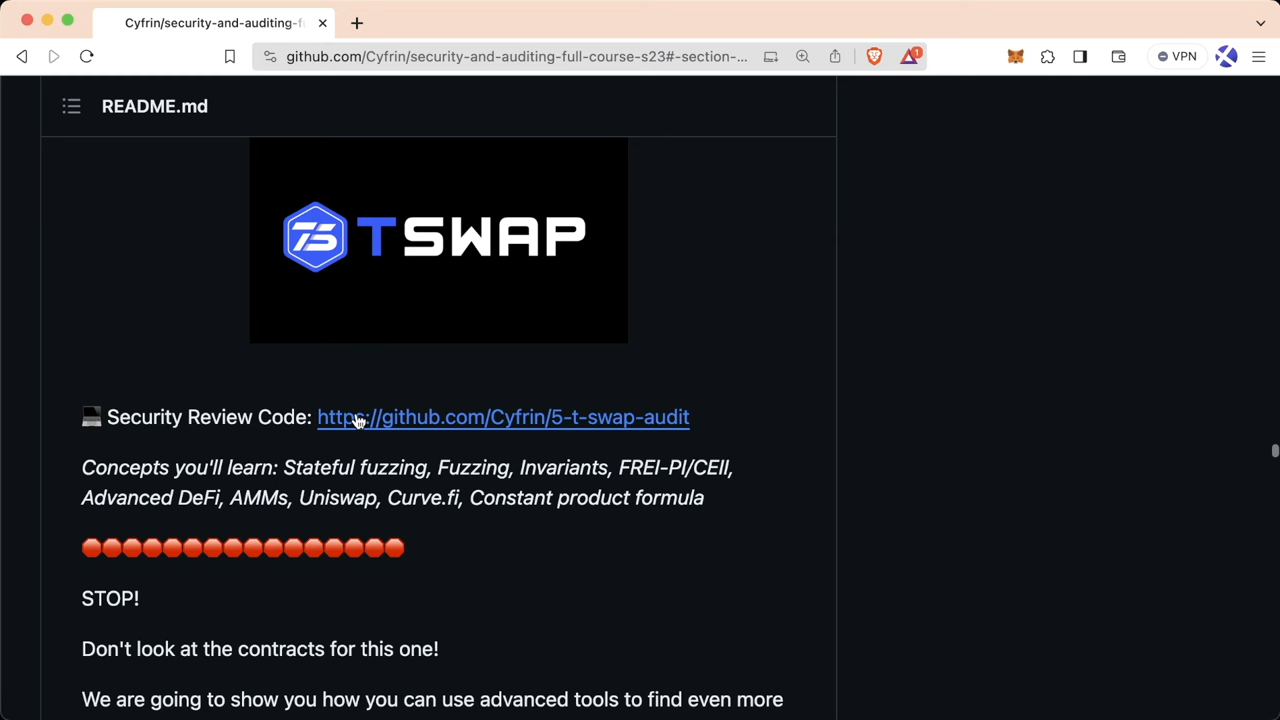 Cyfrin/security-and-auditing-f
github.com/Cyfrin/security-and-auditing-full-course-s23#-section-...
1
VPN
README.md
TSWAP
💻 Security Review Code: https://github.com/Cyfrin/5-t-swap-audit
Concepts you'll learn: Stateful fuzzing, Fuzzing, Invariants, FREI-PI/CEII,
Advanced DeFi, AMMs, Uniswap, Curve.fi, Constant product formula
🛑🛑🛑🛑🛑🛑🛑🛑🛑🛑🛑🛑🛑🛑🛑🛑
STOP!
Don't look at the contracts for this one!
We are going to show you how you can use advanced tools to find even more